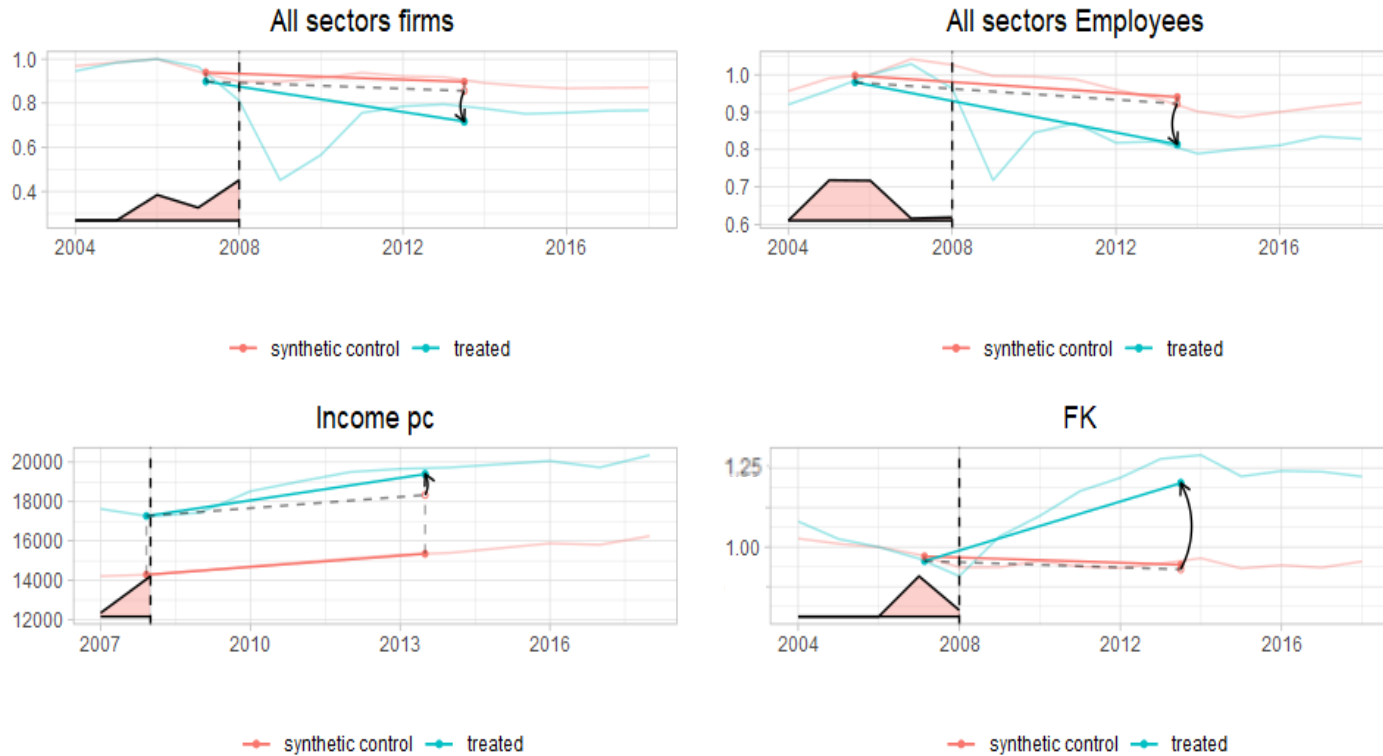 All sectors firms
1.0
0.8
0.6
0.4
2004 2008 2012 2016
synthetic control treated
All sectors Employees
1.0
0.9
0.8
0.7
0.6
2004 2008 2012 2016
synthetic control treated
Income pc
20000
18000
16000
14000
12000
2007 2010 2013 2016
synthetic control treated
FK
1.25
1.00
2004 2008 2012 2016
synthetic control treated